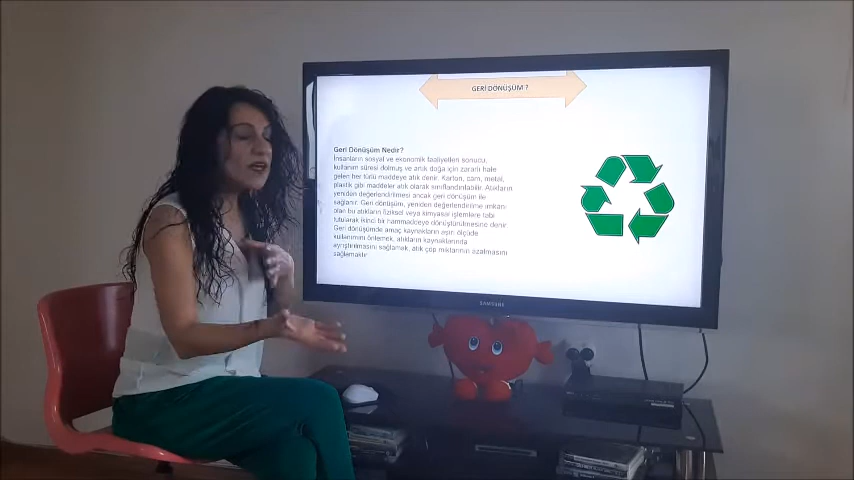 GERİ DÖNÜŞÜM ?
Geri Dönüşüm Nedir?
İnsanların sosyal ve ekonomik faaliyetleri sonucu,
kullanım süresi dolmuş ve artık doğa için zararlı hale
gelen her türlü maddeye atık denir. Karton, cam, metal,
plastik gibi maddeler atık olarak sınıflandırılabilir. Atıkların
yeniden değerlendirilmesi ancak geri dönüşüm ile
sağlanır. Geri dönüşüm, yeniden değerlendirilme imkanı
olan bu atıkların fiziksel veya kimyasal işlemlere tabi
tutularak ikinci bir hammaddeye dönüştürülmesine denir.
Geri dönüşümde amaç kaynakların aşırı ölçüde
kullanımını önlemek, atıkların kaynaklarında
ayrıştırılmasını sağlamak, atık çöp miktarının azalmasını
sağlamaktır.
SAMSUNG